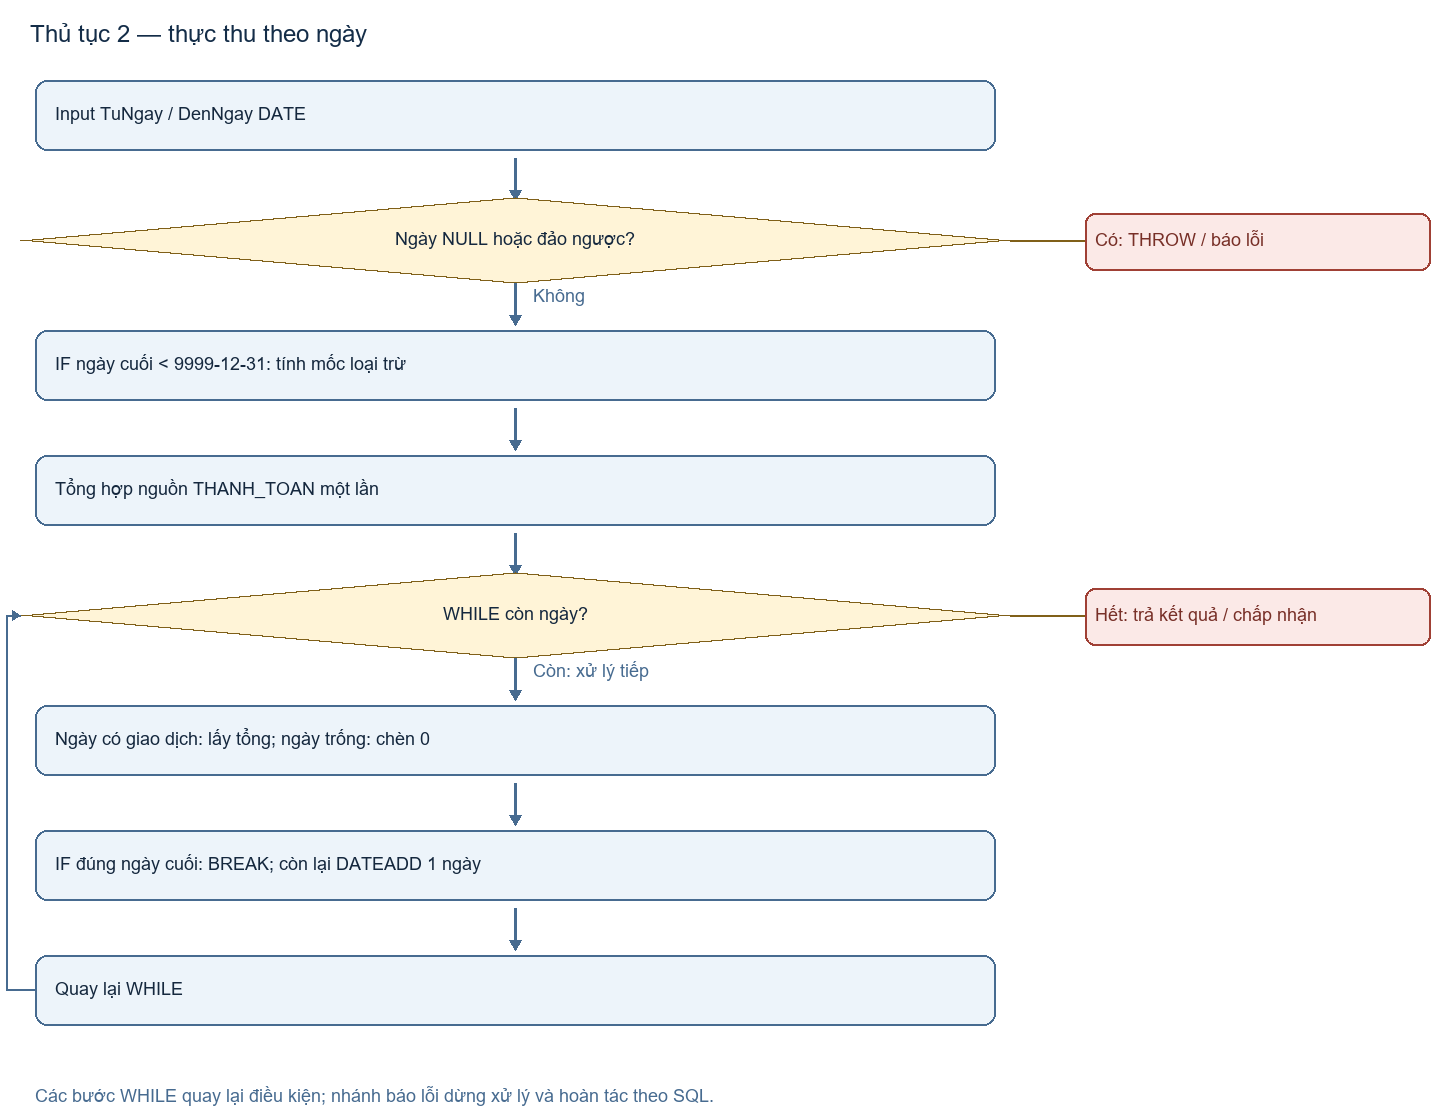 Thủ tục 2 — thực thu theo ngày
Input TuNgay / DenNgay DATE
Ngày NULL hoặc đảo ngược?
Có: THROW / báo lỗi
Không
IF ngày cuối < 9999-12-31: tính mốc loại trừ
Tổng hợp nguồn THANH_TOAN một lần
WHILE còn ngày?
Hết: trả kết quả / chấp nhận
Còn: xử lý tiếp
Ngày có giao dịch: lấy tổng; ngày trống: chèn 0
IF đúng ngày cuối: BREAK; còn lại DATEADD 1 ngày
Quay lại WHILE
Các bước WHILE quay lại điều kiện; nhánh báo lỗi dừng xử lý và hoàn tác theo SQL.